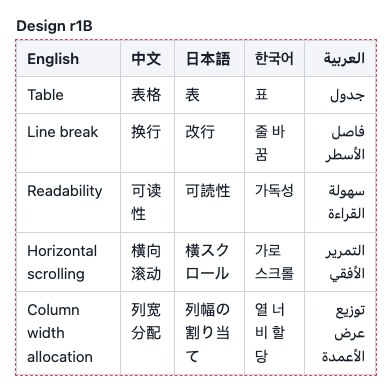 Design r1B
English 中文 日本語 한국어 العربية
Table 表格 表 표 جدول
Line break 换行 改行 줄 바 فاصل
꿈 الأسطر
Readability 可读 可読性 가독성 سهولة
性 القراءة
Horizontal 横向 横スク 가로 التمرير
scrolling 滚动 ロール 스크롤 الأفقي
Column 列宽 列幅の 열 너 توزيع
width 分配 割り当 비 할 عرض
allocation て 당 الأعمدة